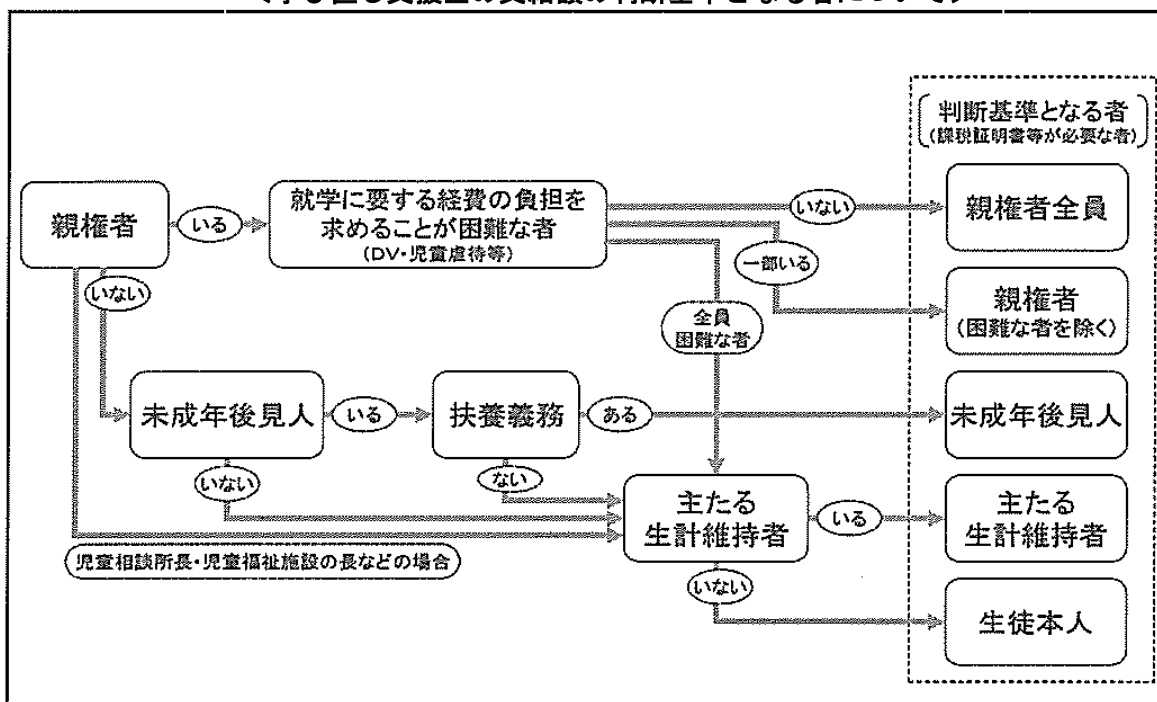 判断基準となる者
(課税証明書等が必要な者)
親権者
いる
就学に要する経費の負担を
求めることが困難な者
(DV・児童虐待等)
いない
親権者全員
いない
一部いる
親権者
(困難な者を除く)
全員
困難な者
未成年後見人
いる
扶養義務
ある
未成年後見人
いない
ない
主たる
生計維持者
いる
主たる
生計維持者
児童相談所長・児童福祉施設の長などの場合
いない
生徒本人